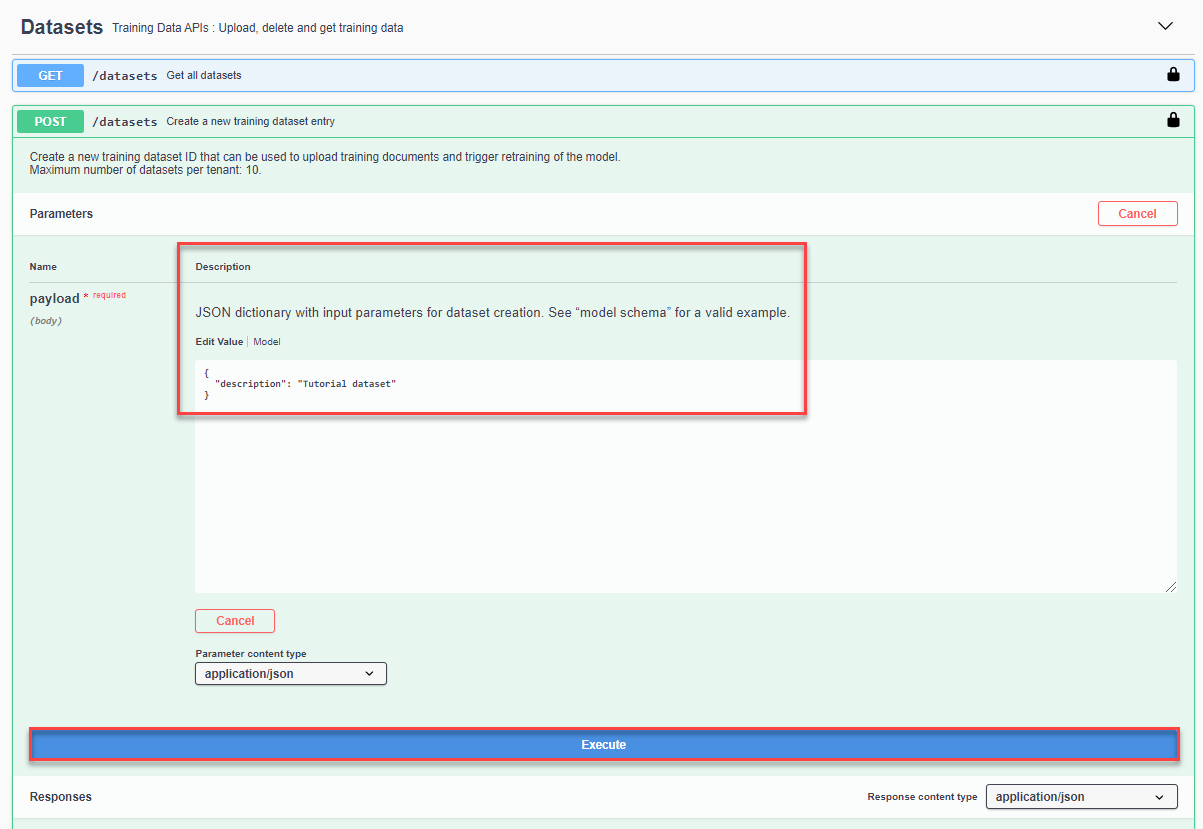 Datasets Training Data APIs : Upload, delete and get training data
GET /datasets Get all datasets
POST /datasets Create a new training dataset entry
Create a new training dataset ID that can be used to upload training documents and trigger retraining of the model.
Maximum number of datasets per tenant: 10.
Parameters Cancel
Name Description
payload * required
(body)
JSON dictionary with input parameters for dataset creation. See “model schema” for a valid example.
Edit Value | Model
{
"description": "Tutorial dataset"
}
Cancel
Parameter content type
application/json
Execute
Responses Response content type application/json